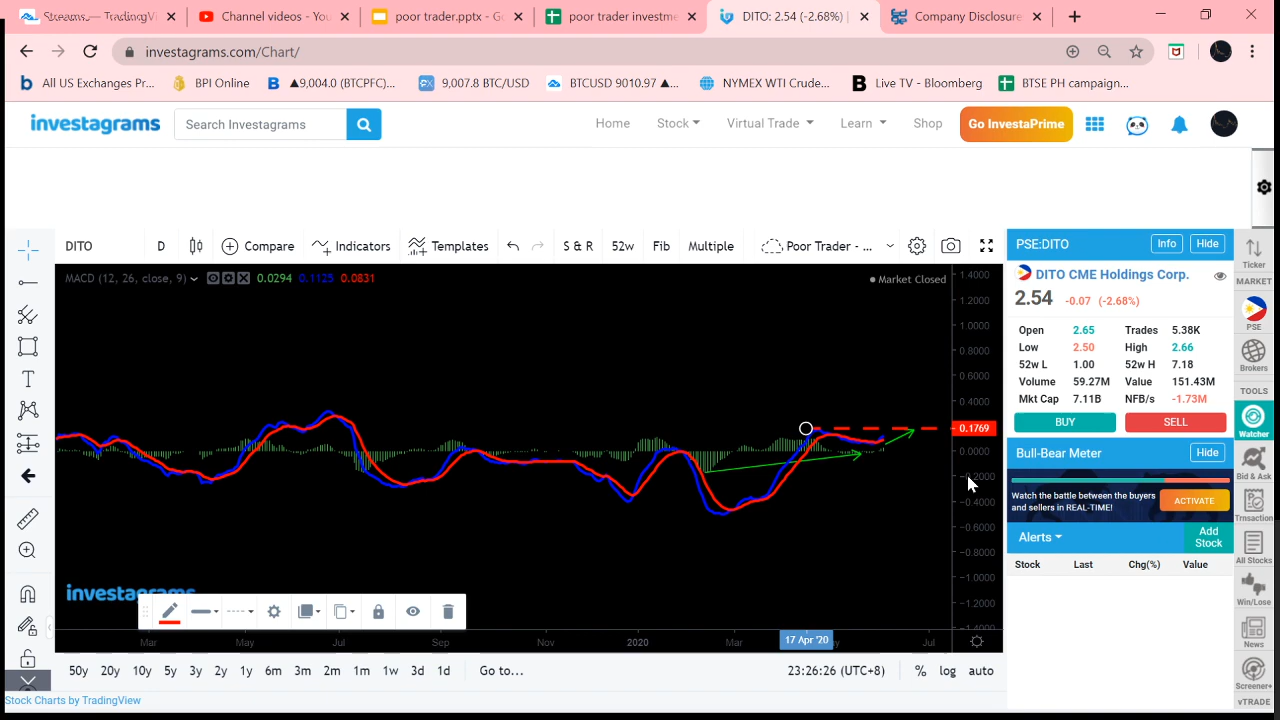 Streams — TradingVi
Channel videos - You
poor trader.pptx - Go
poor trader investme
DITO: 2.54 (-2.68%) |
Company Disclosure
investagrams.com/Chart/
All US Exchanges Pr...
BPI Online
▲9,004.0 (BTCPFC)...
9,007.8 BTC/USD
BTCUSD 9010.97 ▲...
NYMEX WTI Crude...
Live TV - Bloomberg
BTSE PH campaign...
investagrams
Search Investagrams
Home
Stock
Virtual Trade
Learn
Shop
Go InvestaPrime
DITO
D
Compare
Indicators
Templates
S & R
52w
Fib
Multiple
Poor Trader - ...
MACD (12, 26, close, 9)
0.0294 0.1125 0.0831
Market Closed
1.4000
1.2000
1.0000
0.8000
0.6000
0.4000
0.1769
0.0000
-0.2000
-0.4000
-0.6000
-0.8000
-1.0000
-1.2000
-1.4000
investagrams
Mar
May
Jul
Sep
Nov
2020
Mar
17 Apr '20
Jul
50y 20y 10y 5y 3y 2y 1y 6m 3m 2m 1m 1w 3d 1d
Go to...
23:26:26 (UTC+8)
%
log
auto
Stock Charts by TradingView
PSE:DITO
Info
Hide
DITO CME Holdings Corp.
2.54 -0.07 (-2.68%)
Open 2.65 Trades 5.38K
Low 2.50 High 2.66
52w L 1.00 52w H 7.18
Volume 59.27M Value 151.43M
Mkt Cap 7.11B NFB/s -1.73M
BUY
SELL
Bull-Bear Meter
Hide
Watch the battle between the buyers
and sellers in REAL-TIME!
ACTIVATE
Alerts
Add
Stock
Stock Last Chg(%) Value
Ticker
MARKET
PSE
Brokers
TOOLS
Watcher
Bid & Ask
Trnsaction
All Stocks
Win/Lose
News
Screener+
vTRADE